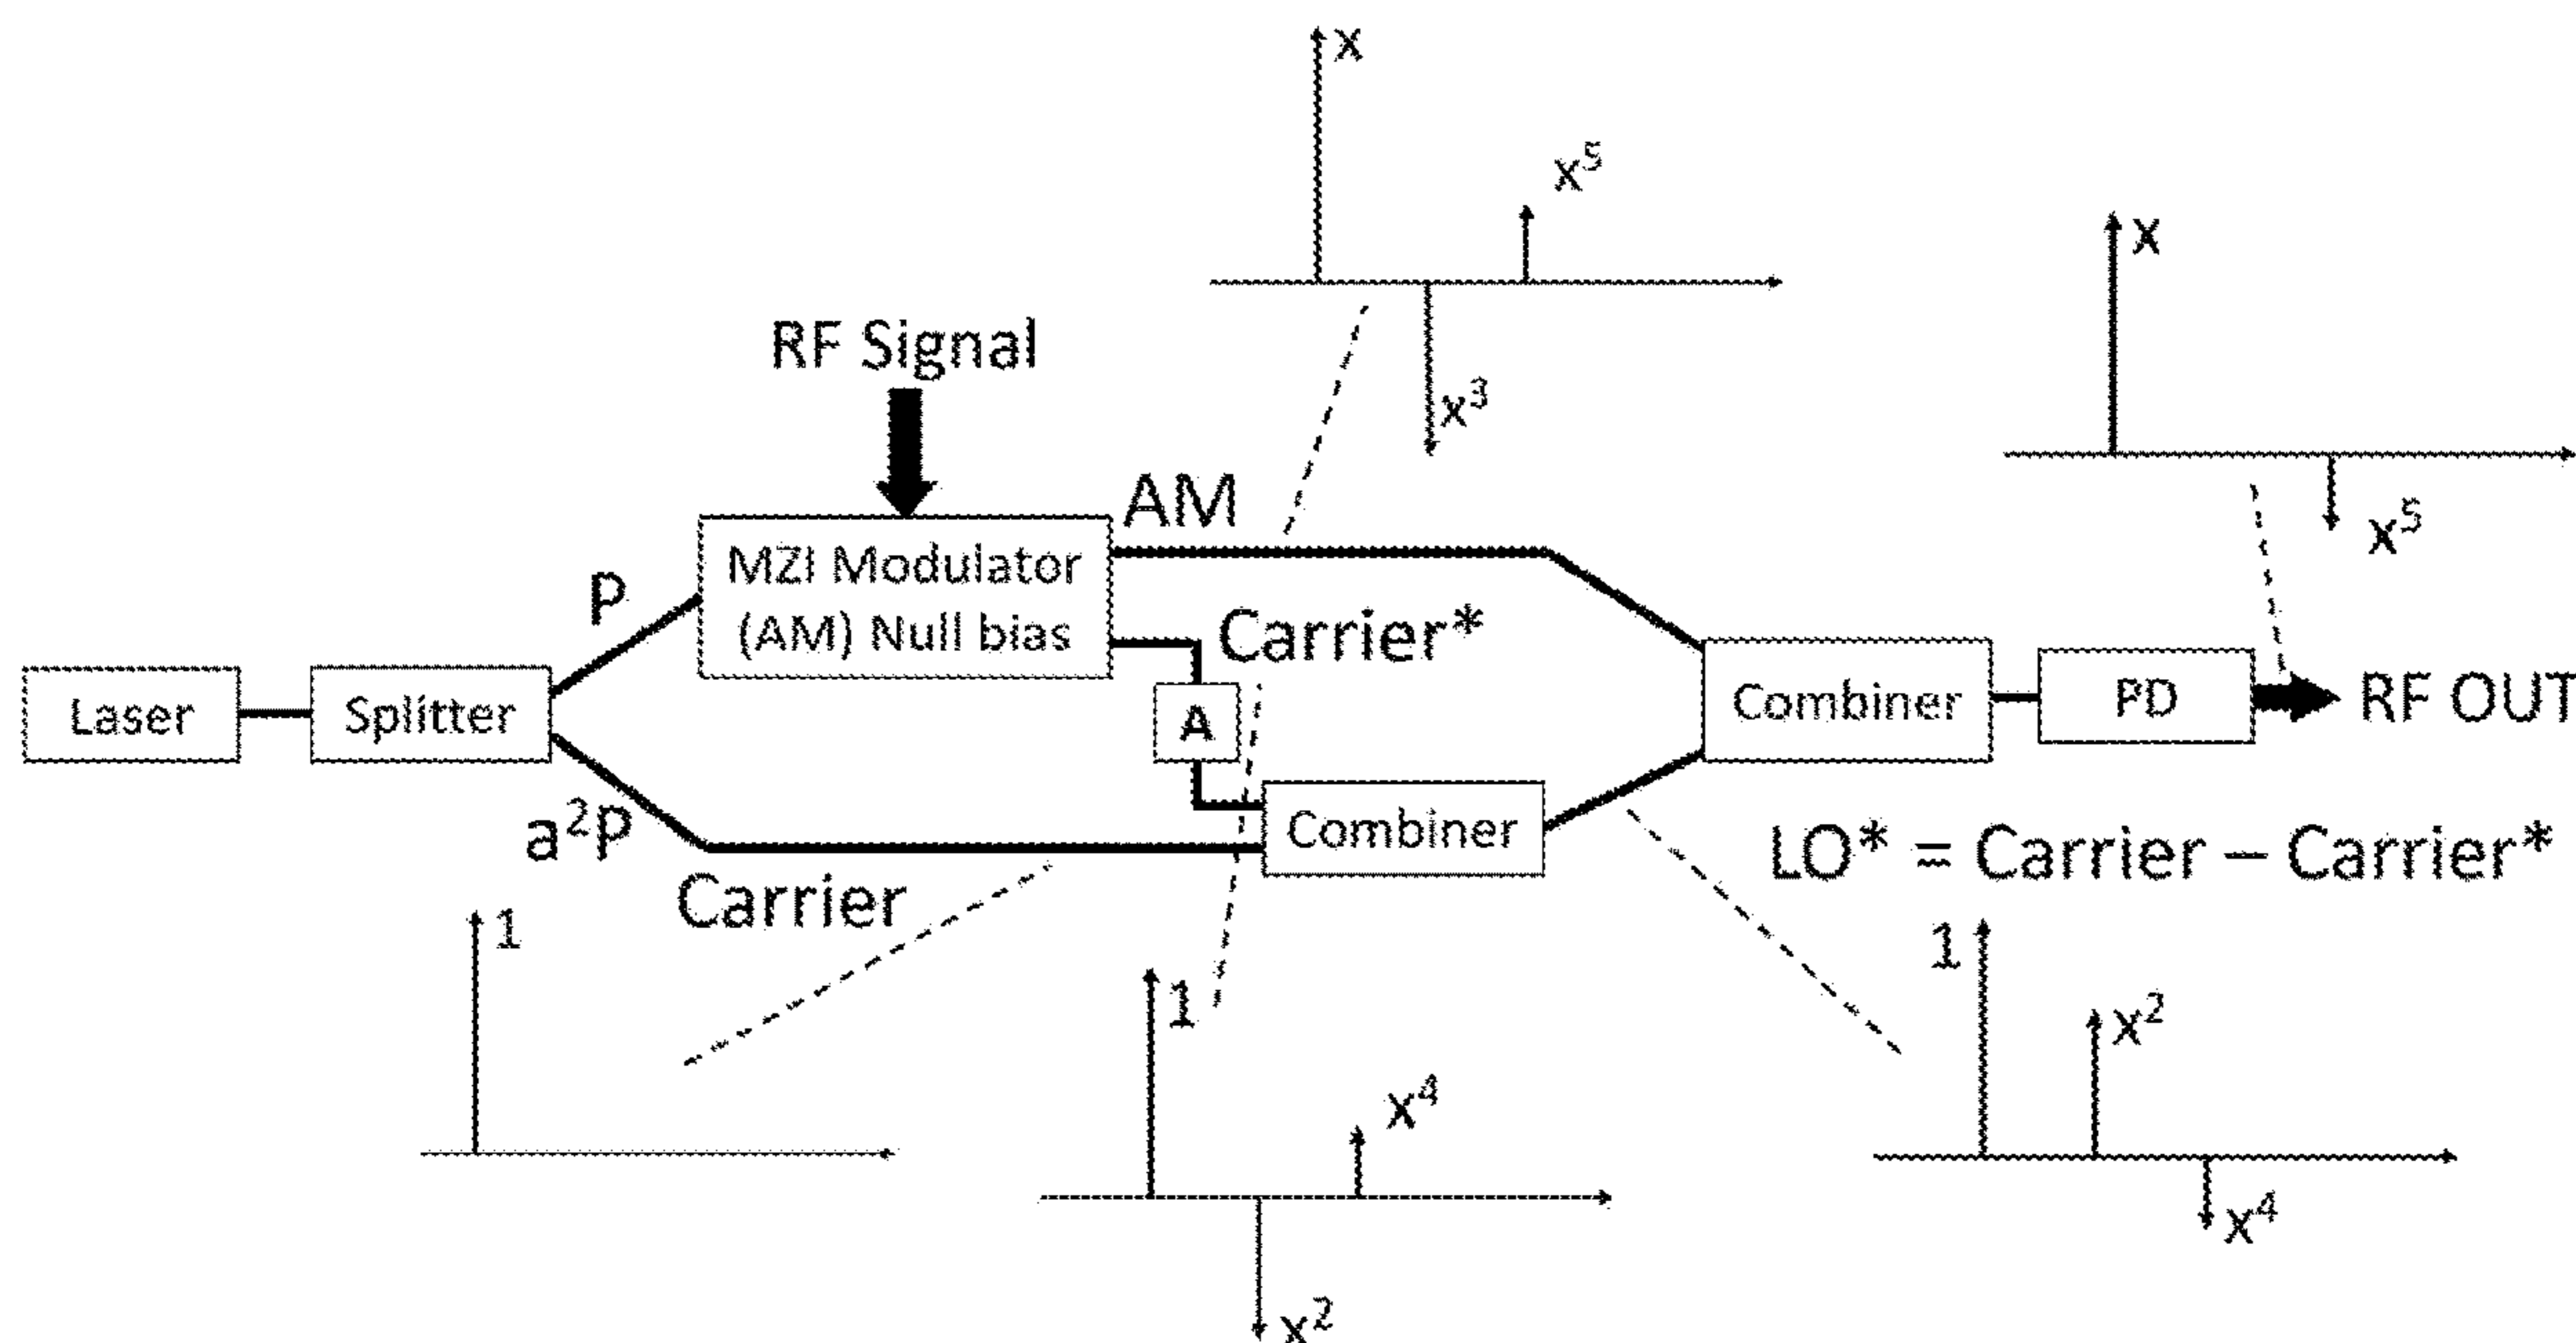 x
x⁵
x³
x
x⁵
RF Signal
AM
MZI Modulator
(AM) Null bias
P
Carrier*
A
Laser
Splitter
Combiner
PD
RF OUT
a²P
Combiner
Carrier
LO* = Carrier – Carrier*
1
1
x²
x⁴
1
x²
x⁴